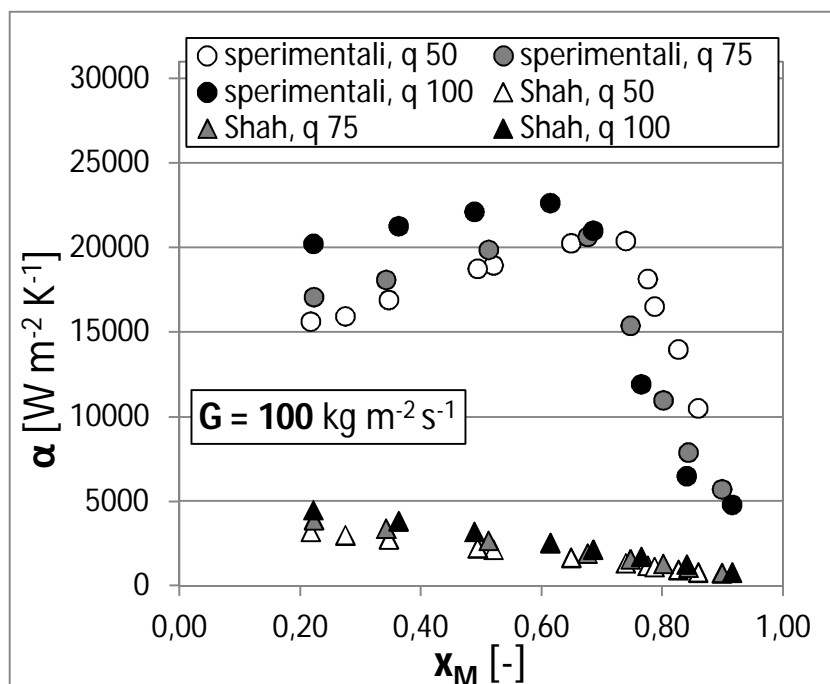 sperimentali, q 50 sperimentali, q 75
sperimentali, q 100 Shah, q 50
Shah, q 75 Shah, q 100
30000
25000
20000
15000
10000
5000
0
α [W m-2 K-1]
G = 100 kg m-2 s-1
0,00 0,20 0,40 0,60 0,80 1,00
xM [-]